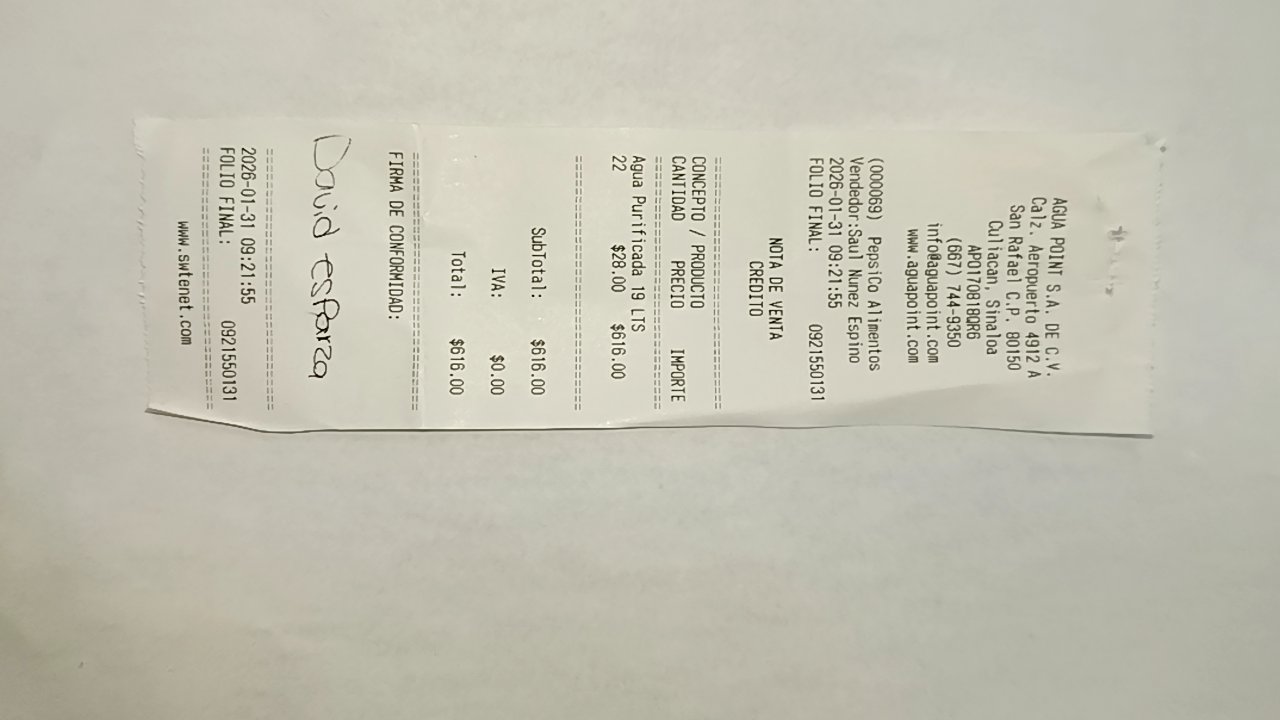 AGUA POINT S.A. DE C.V.
Calz. Aeropuerto 4912 A
San Rafael C.P. 80150
Culiacan, Sinaloa
APO170818QR6
(667) 744-9350
info@aguapoint.com
www.aguapoint.com
(000069) PepsiCo Alimentos
Vendedor:Saul Nunez Espino
2026-01-31 09:21:55
FOLIO FINAL: 0921550131
NOTA DE VENTA
CREDITO
==============================
CONCEPTO / PRODUCTO
CANTIDAD PRECIO IMPORTE
==============================
Agua Purificada 19 LTS
22 $28.00 $616.00
==============================
SubTotal: $616.00
IVA: $0.00
Total: $616.00
==============================
FIRMA DE CONFORMIDAD:
David esparza
==============================
2026-01-31 09:21:55
FOLIO FINAL: 0921550131
==============================
www.swtenet.com